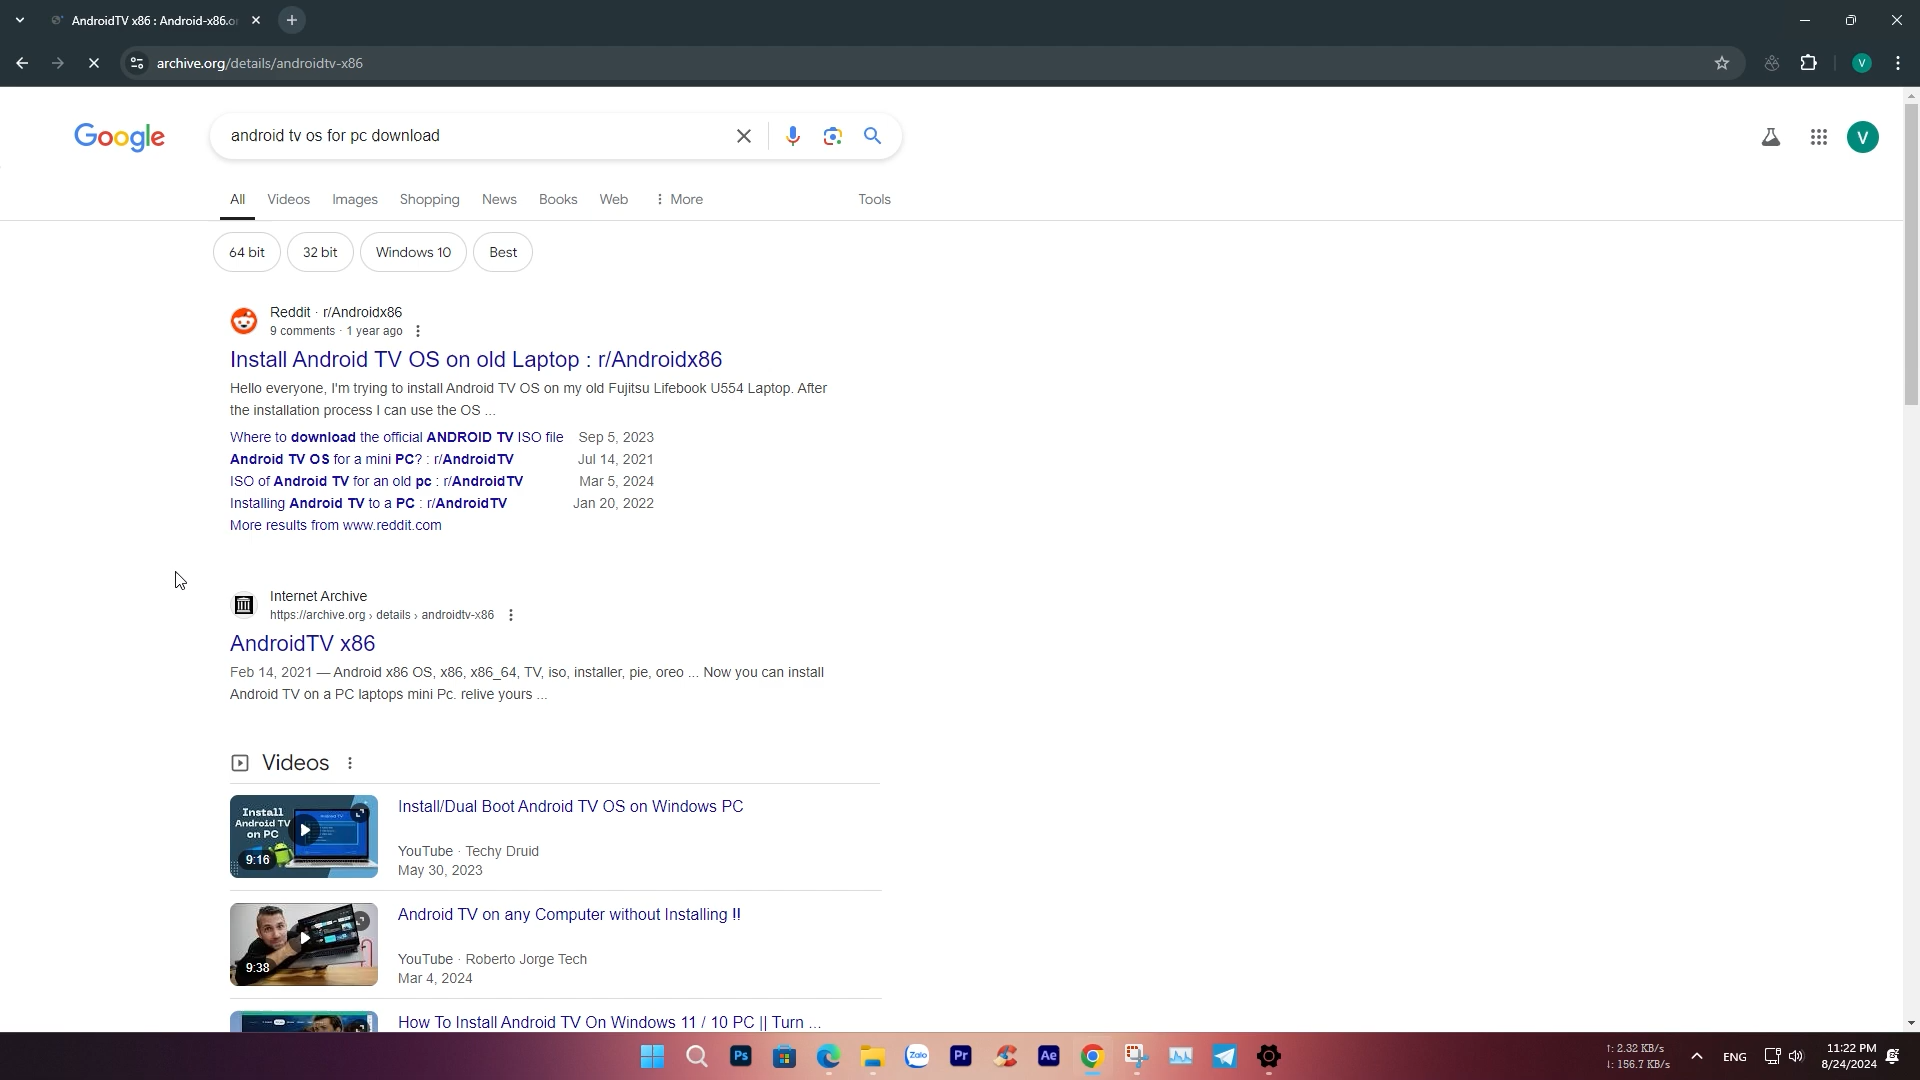 AndroidTV x86 : Android-x86.or
archive.org/details/androidtv-x86
V
Google
android tv os for pc download
V
All Videos Images Shopping News Books Web More Tools
64 bit 32 bit Windows 10 Best
Reddit · r/Androidx86
9 comments · 1 year ago
Install Android TV OS on old Laptop : r/Androidx86
Hello everyone, I'm trying to install Android TV OS on my old Fujitsu Lifebook U554 Laptop. After
the installation process I can use the OS ...
Where to download the official ANDROID TV ISO file Sep 5, 2023
Android TV OS for a mini PC? : r/AndroidTV Jul 14, 2021
ISO of Android TV for an old pc : r/AndroidTV Mar 5, 2024
Installing Android TV to a PC : r/AndroidTV Jan 20, 2022
More results from www.reddit.com
Internet Archive
https://archive.org › details › androidtv-x86
AndroidTV x86
Feb 14, 2021 — Android x86 OS, x86, x86_64, TV, iso, installer, pie, oreo ... Now you can install
Android TV on a PC laptops mini Pc. relive yours ...
Videos
Install
Android TV
on PC
9:16
Install/Dual Boot Android TV OS on Windows PC
YouTube · Techy Druid
May 30, 2023
9:38
Android TV on any Computer without Installing !!
YouTube · Roberto Jorge Tech
Mar 4, 2024
How To Install Android TV On Windows 11 / 10 PC || Turn ...
Ps Zalo Pr Ae
↑: 2.32 KB/s
↓: 156.7 KB/s
ENG
11:22 PM
8/24/2024